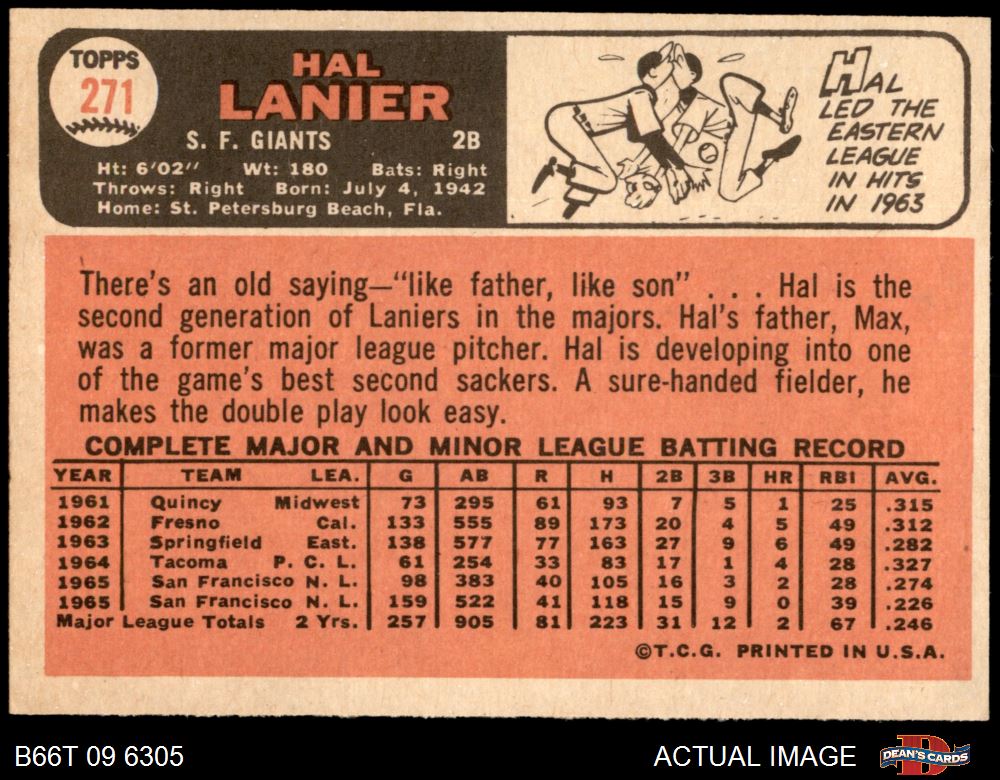 TOPPS
271
HAL
LANIER
S. F. GIANTS 2B
Ht: 6'02" Wt: 180 Bats: Right
Throws: Right Born: July 4, 1942
Home: St. Petersburg Beach, Fla.
HAL
LED THE
EASTERN
LEAGUE
IN HITS
IN 1963
There's an old saying—"like father, like son" . . . Hal is the
second generation of Laniers in the majors. Hal's father, Max,
was a former major league pitcher. Hal is developing into one
of the game's best second sackers. A sure-handed fielder, he
makes the double play look easy.
COMPLETE MAJOR AND MINOR LEAGUE BATTING RECORD
YEAR TEAM LEA. G AB R H 2B 3B HR RBI AVG.
1961 Quincy Midwest 73 295 61 93 7 5 1 25 .315
1962 Fresno Cal. 133 555 89 173 20 4 5 49 .312
1963 Springfield East. 138 577 77 163 27 9 6 49 .282
1964 Tacoma P. C. L. 61 254 33 83 17 1 4 28 .327
1965 San Francisco N. L. 98 383 40 105 16 3 2 28 .274
1965 San Francisco N. L. 159 522 41 118 15 9 0 39 .226
Major League Totals 2 Yrs. 257 905 81 223 31 12 2 67 .246
©T.C.G. PRINTED IN U.S.A.
B66T 09 6305 ACTUAL IMAGE DEAN'S CARDS